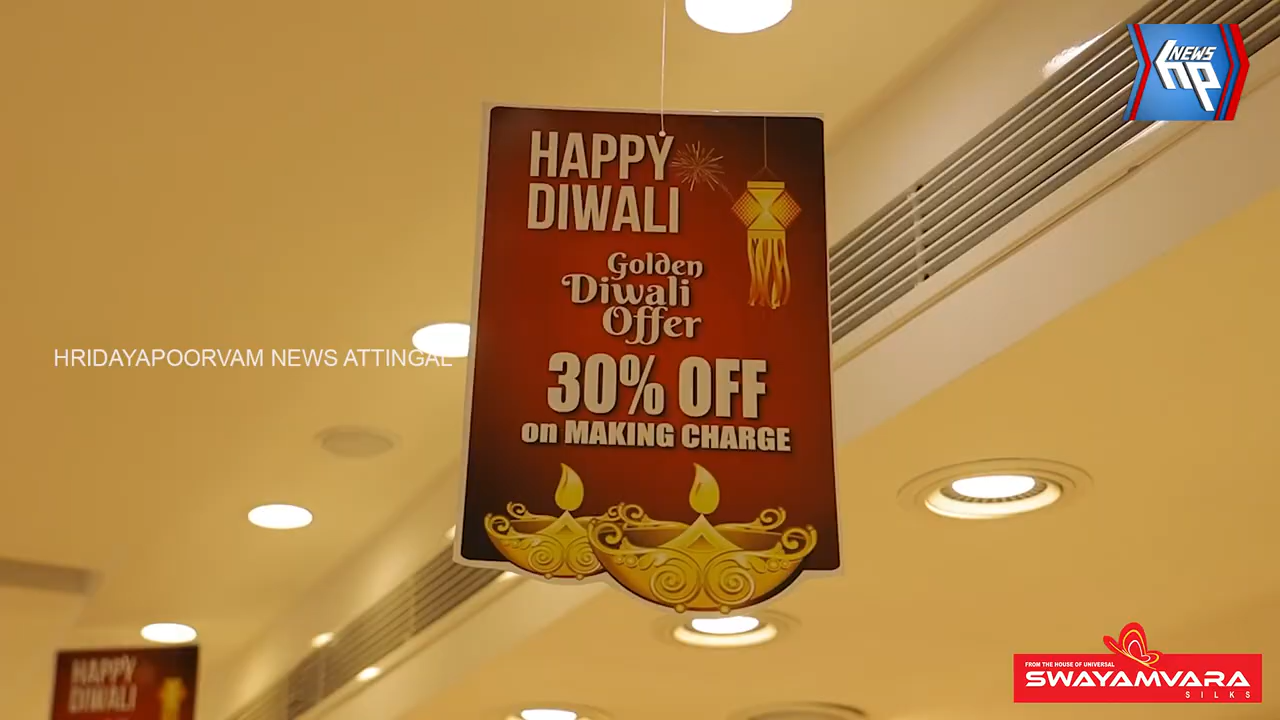 NEWS
hp
HAPPY
DIWALI
Golden
Diwali
Offer
30% OFF
on MAKING CHARGE
HRIDAYAPOORVAM NEWS ATTINGAL
HAPPY
DIWALI
FROM THE HOUSE OF UNIVERSAL
SWAYAMVARA
SILKS